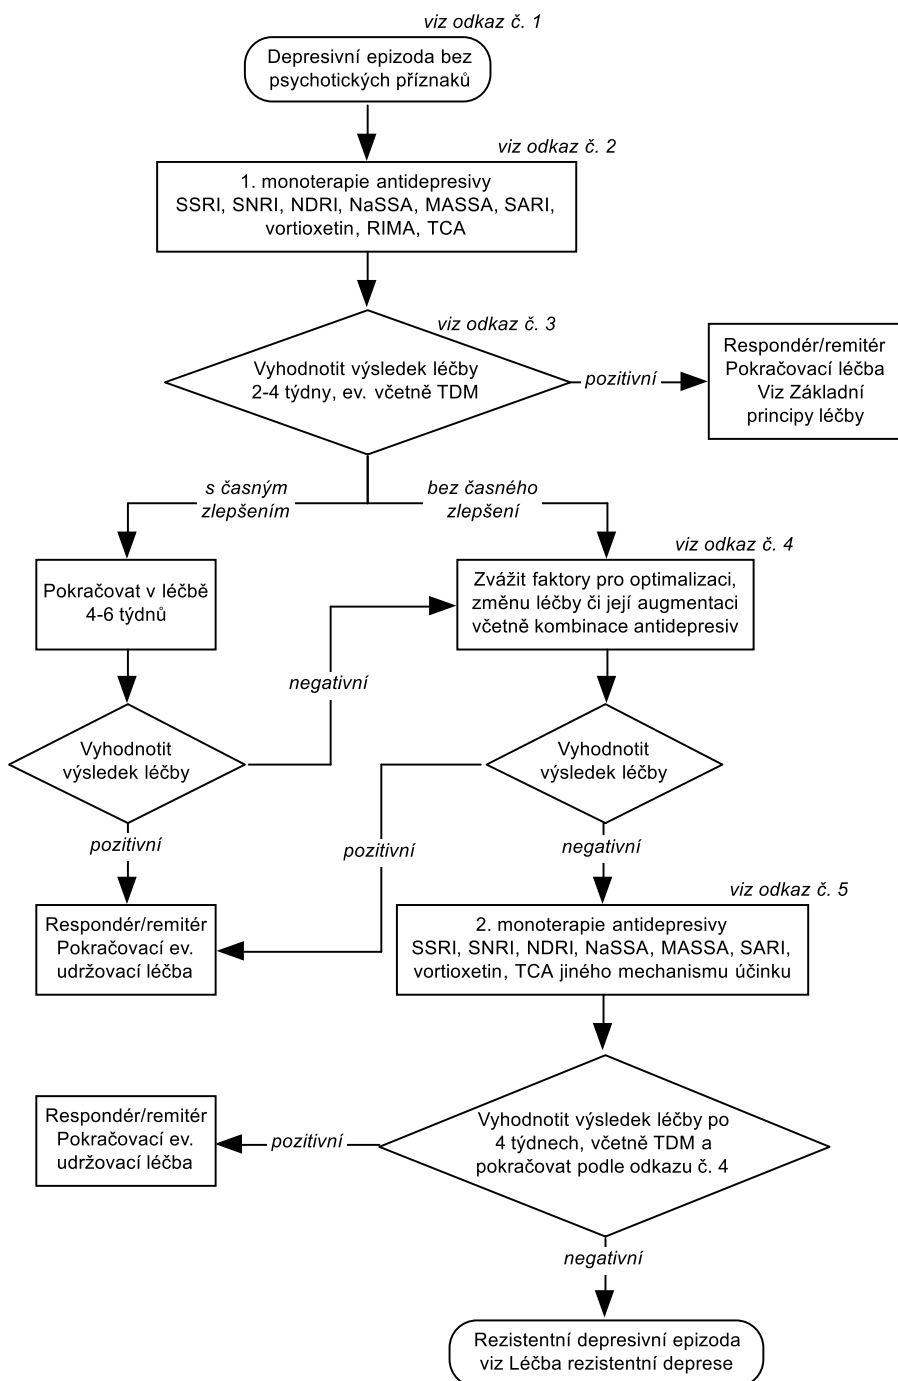 viz odkaz č. 1
Depresivní epizoda bez
psychotických příznaků
viz odkaz č. 2
1. monoterapie antidepresivy
SSRI, SNRI, NDRI, NaSSA, MASSA, SARI,
vortioxetin, RIMA, TCA
viz odkaz č. 3
Vyhodnotit výsledek léčby
2-4 týdny, ev. včetně TDM
pozitivní
Respondér/remitér
Pokračovací léčba
Viz Základní
principy léčby
s časným
zlepšením
bez časného
zlepšení
viz odkaz č. 4
Pokračovat v léčbě
4-6 týdnů
Zvážit faktory pro optimalizaci,
změnu léčby či její augmentaci
včetně kombinace antidepresiv
negativní
Vyhodnotit
výsledek léčby
Vyhodnotit
výsledek léčby
pozitivní
pozitivní
negativní
viz odkaz č. 5
Respondér/remitér
Pokračovací ev.
udržovací léčba
2. monoterapie antidepresivy
SSRI, SNRI, NDRI, NaSSA, MASSA, SARI,
vortioxetin, TCA jiného mechanismu účinku
Respondér/remitér
Pokračovací ev.
udržovací léčba
pozitivní
Vyhodnotit výsledek léčby po
4 týdnech, včetně TDM a
pokračovat podle odkazu č. 4
negativní
Rezistentní depresivní epizoda
viz Léčba rezistentní deprese